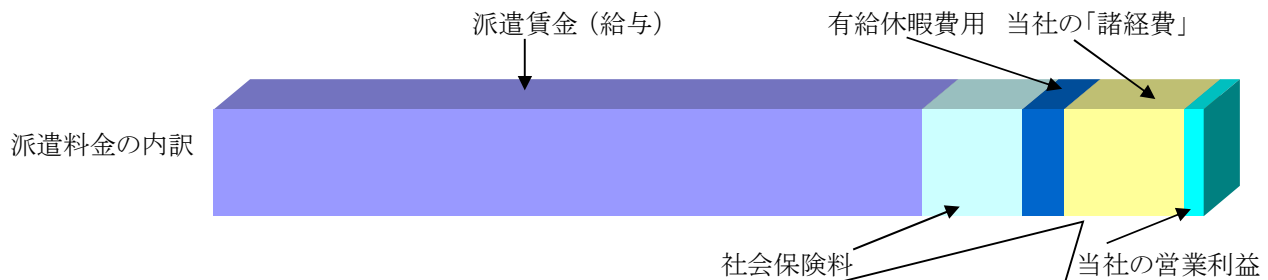 派遣賃金（給与）
有給休暇費用
当社の「諸経費」
派遣料金の内訳
社会保険料
当社の営業利益